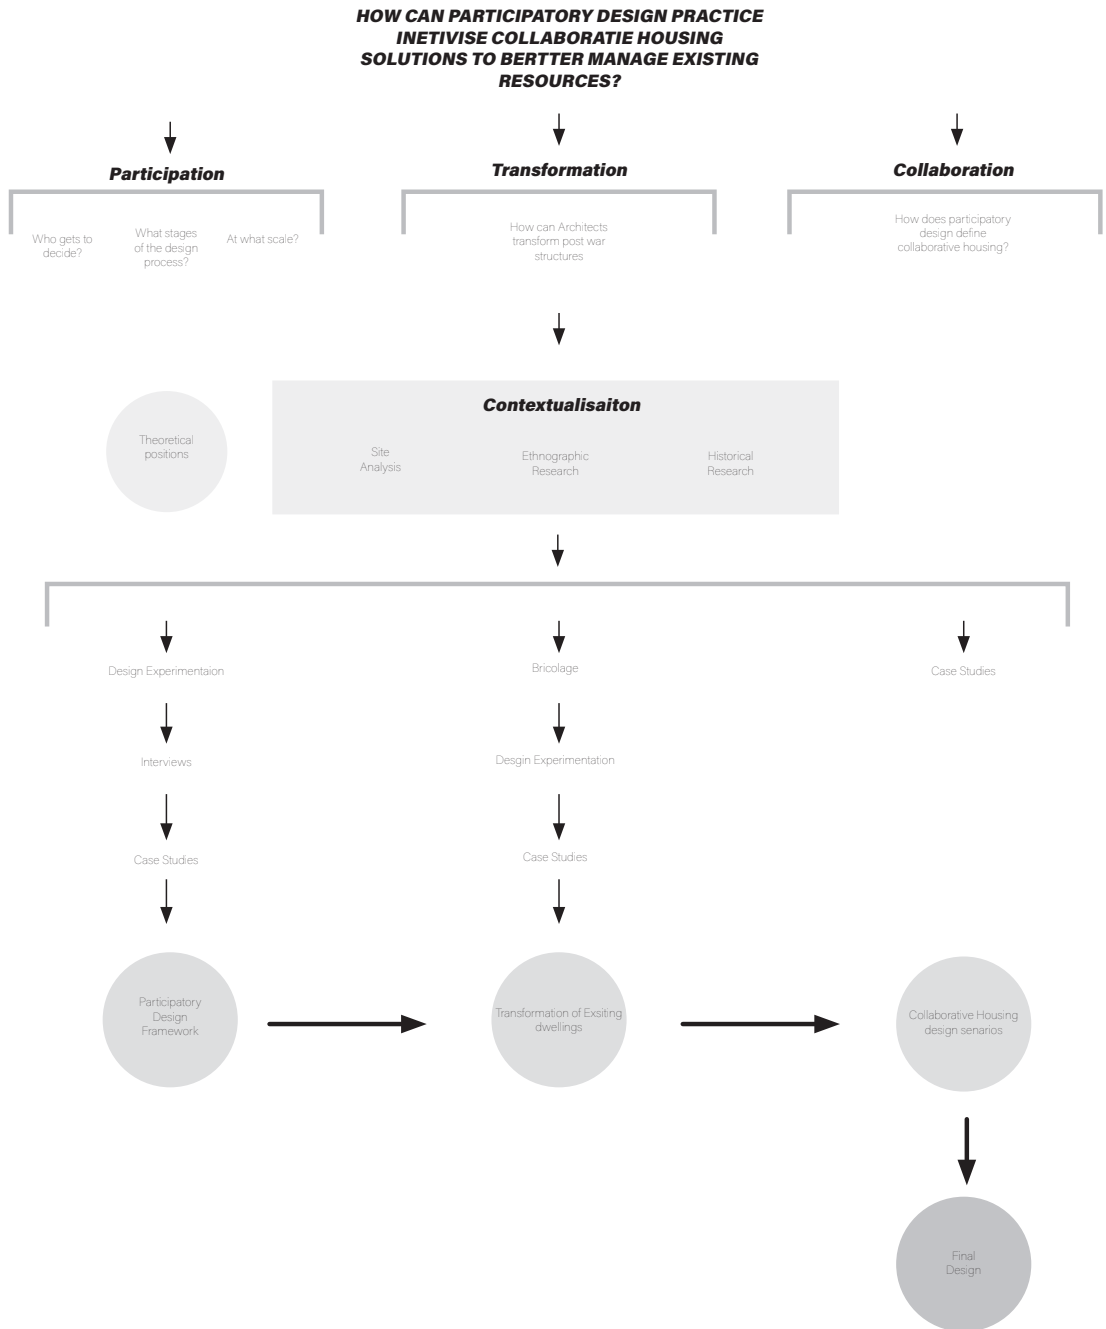 HOW CAN PARTICIPATORY DESIGN PRACTICE
INETIVISE COLLABORATIE HOUSING
SOLUTIONS TO BERTTER MANAGE EXISTING
RESOURCES?
Participation
Transformation
Collaboration
Who gets to
decide?
What stages
of the design
process?
At what scale?
How can Architects
transform post war
structures
How does participatory
design define
collaborative housing?
Theoretical
positions
Contextualisaiton
Site
Analysis
Ethnographic
Research
Historical
Research
Design Experimentaion
Bricolage
Case Studies
Interviews
Desgin Experimentation
Case Studies
Case Studies
Participatory
Design
Framework
Transformation of Exsiting
dwellings
Collaborative Housing
design senarios
Final
Design